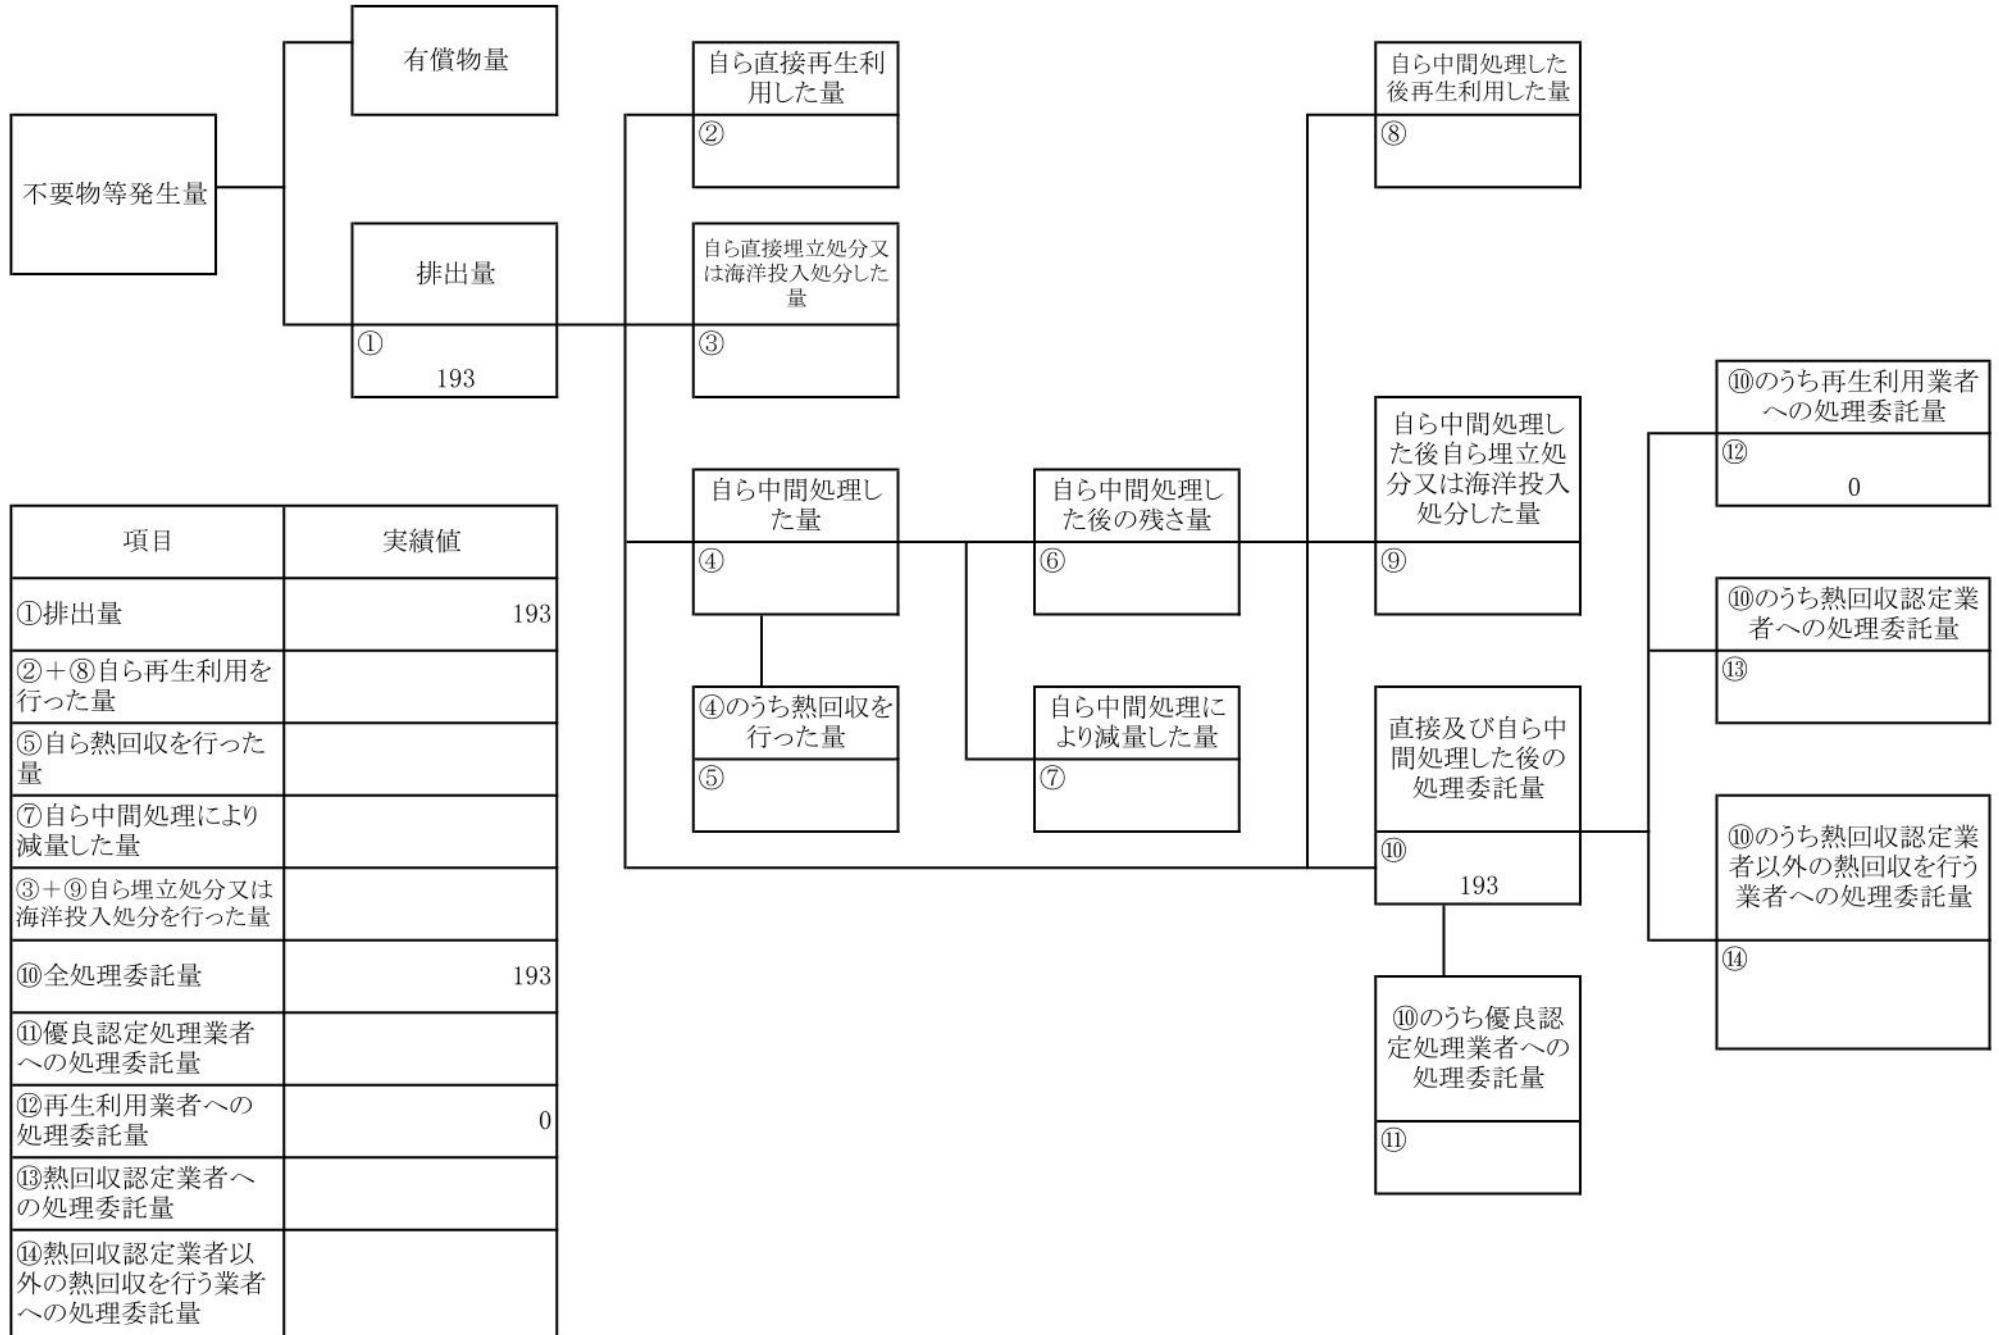 有償物量
不要物等発生量
排出量
①
193
自ら直接再生利
用した量
②
自ら直接埋立処分又
は海洋投入処分した
量
③
自ら中間処理し
た量
④
④のうち熱回収を
行った量
⑤
自ら中間処理し
た後の残さ量
⑥
自ら中間処理に
より減量した量
⑦
自ら中間処理した
後再生利用した量
⑧
自ら中間処理し
た後自ら埋立処
分又は海洋投入
処分した量
⑨
直接及び自ら中
間処理した後の
処理委託量
⑩
193
⑩のうち優良認
定処理業者への
処理委託量
⑪
⑩のうち再生利用業者
への処理委託量
⑫
0
⑩のうち熱回収認定業
者への処理委託量
⑬
⑩のうち熱回収認定業
者以外の熱回収を行う
業者への処理委託量
⑭
項目 実績値
①排出量 193
②+⑧自ら再生利用を
行った量
⑤自ら熱回収を行った
量
⑦自ら中間処理により
減量した量
③+⑨自ら埋立処分又は
海洋投入処分を行った量
⑩全処理委託量 193
⑪優良認定処理業者
への処理委託量
⑫再生利用業者への
処理委託量 0
⑬熱回収認定業者へ
の処理委託量
⑭熱回収認定業者以
外の熱回収を行う業者
への処理委託量